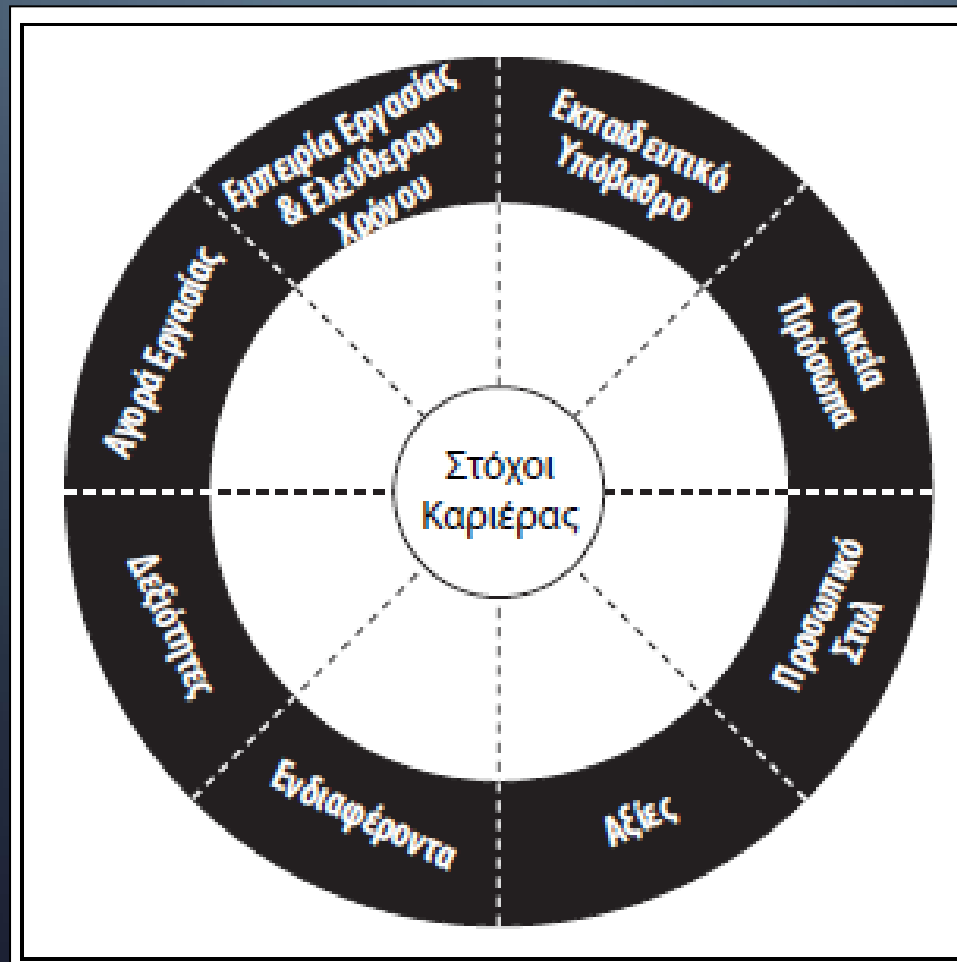 Εμπειρία Εργασίας
& Ελεύθερου
Χρόνου
Εκπαιδευτικό
Υπόβαθρο
Οικεία
Πρόσωπα
Προσωπικό
Στυλ
Αξίες
Ενδιαφέροντα
Δεξιότητες
Αγορά Εργασίας
Στόχοι
Καριέρας